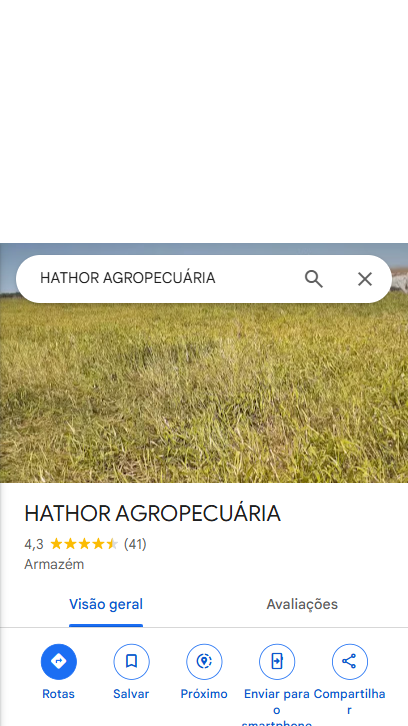 HATHOR AGROPECUÁRIA
HATHOR AGROPECUÁRIA
4,3 (41)
Armazém
Visão geral Avaliações
Rotas Salvar Próximo Enviar para o smartphone Compartilhar